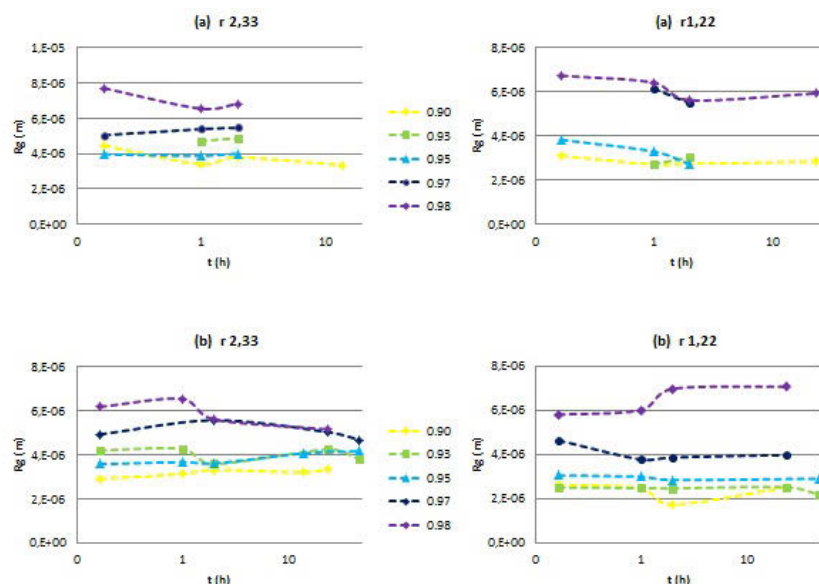 (a) r 2,33
1,E-05
8,E-06
6,E-06
4,E-06
2,E-06
0,E+00
Rg (m)
0 1 10
t (h)
0.90
0.93
0.95
0.97
0.98
(a) r1,22
8,E-06
6,E-06
4,E-06
2,E-06
0,E+00
Rg (m)
0 1 10
t (h)
(b) r 2,33
8,E-06
6,E-06
4,E-06
2,E-06
0,E+00
Rg (m)
0 1 10
t (h)
0.90
0.93
0.95
0.97
0.98
(b) r 1,22
8,E-06
6,E-06
4,E-06
2,E-06
0,E+00
Rg (m)
0 1 10
t (h)